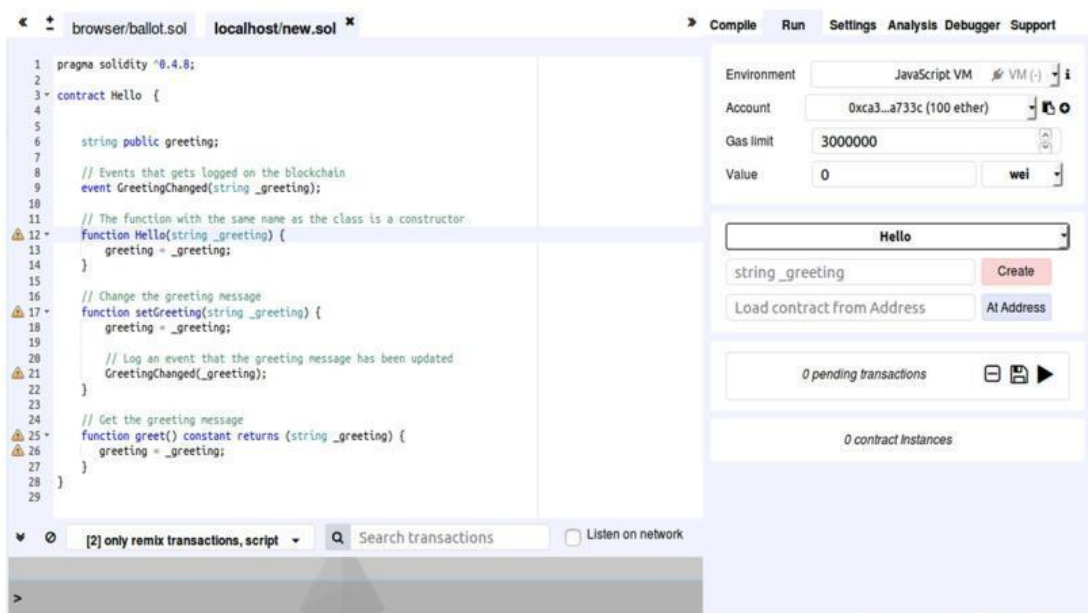 browser/ballot.sol localhost/new.sol
Compile Run Settings Analysis Debugger Support
1 pragma solidity ^0.4.8;
2
3 contract Hello {
4
5
6 string public greeting;
7
8 // Events that gets logged on the blockchain
9 event GreetingChanged(string _greeting);
10
11 // The function with the same name as the class is a constructor
12 function Hello(string _greeting) {
13 greeting = _greeting;
14 }
15
16 // Change the greeting message
17 function setGreeting(string _greeting) {
18 greeting = _greeting;
19
20 // Log an event that the greeting message has been updated
21 GreetingChanged(_greeting);
22 }
23
24 // Get the greeting message
25 function greet() constant returns (string _greeting) {
26 greeting = _greeting;
27 }
28 }
29
[2] only remix transactions, script Search transactions Listen on network
>
Environment JavaScript VM VM (-)
Account 0xca3...a733c (100 ether)
Gas limit 3000000
Value 0 wei
Hello
string _greeting Create
Load contract from Address At Address
0 pending transactions
0 contract Instances